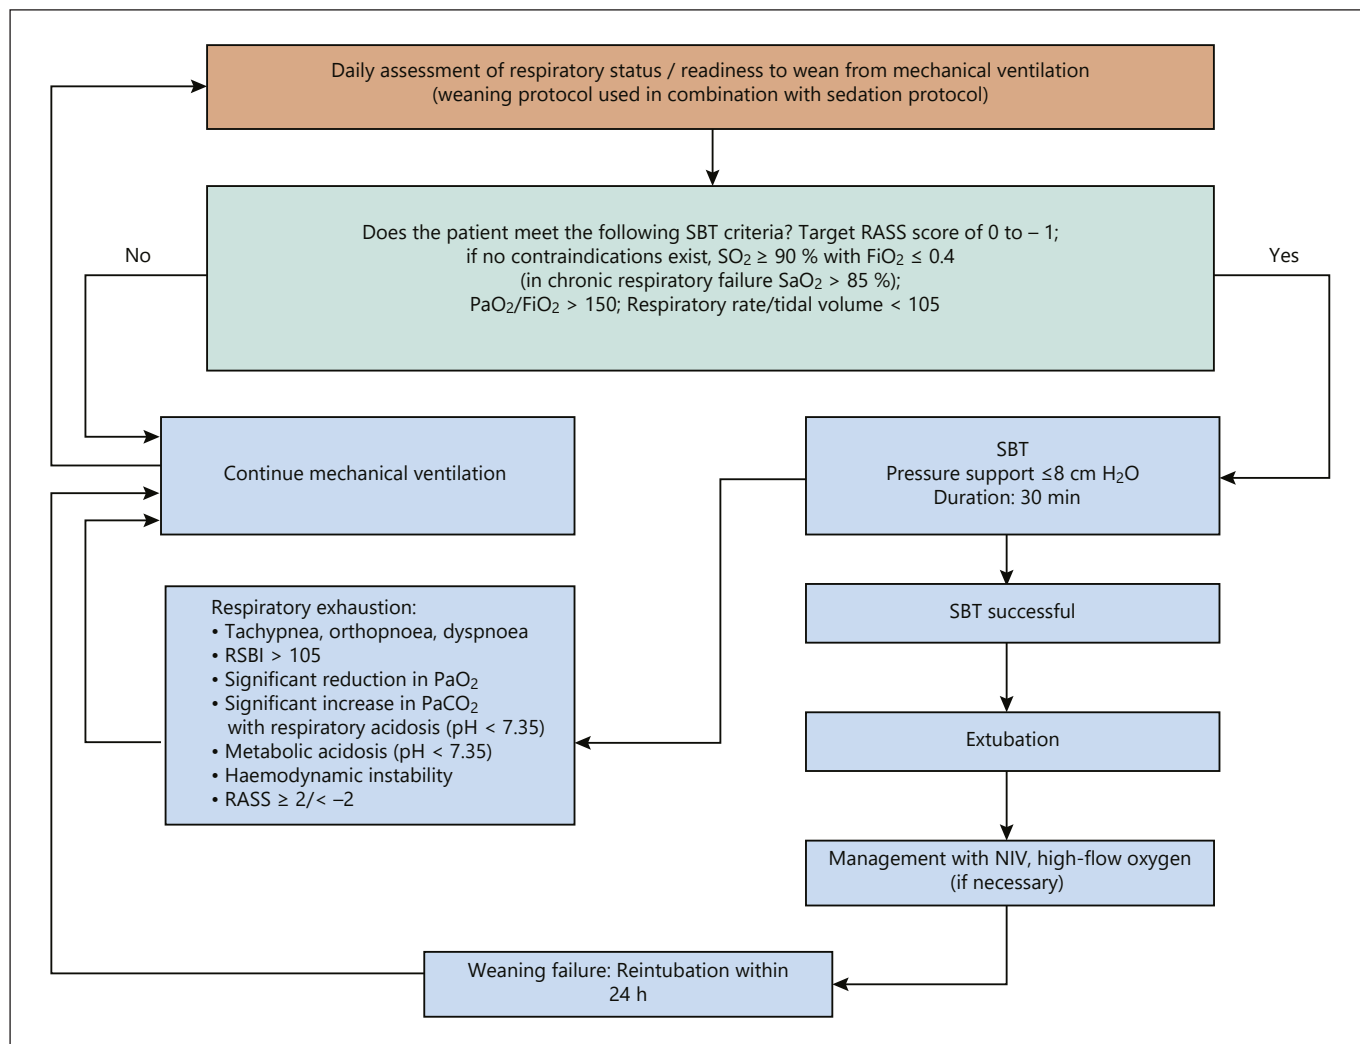 Daily assessment of respiratory status / readiness to wean from mechanical ventilation
(weaning protocol used in combination with sedation protocol)
Does the patient meet the following SBT criteria? Target RASS score of 0 to – 1;
if no contraindications exist, SO₂ ≥ 90 % with FiO₂ ≤ 0.4
(in chronic respiratory failure SaO₂ > 85 %);
PaO₂/FiO₂ > 150; Respiratory rate/tidal volume < 105
No
Yes
Continue mechanical ventilation
SBT
Pressure support ≤8 cm H₂O
Duration: 30 min
SBT successful
Respiratory exhaustion:
• Tachypnea, orthopnoea, dyspnoea
• RSBI > 105
• Significant reduction in PaO₂
• Significant increase in PaCO₂
with respiratory acidosis (pH < 7.35)
• Metabolic acidosis (pH < 7.35)
• Haemodynamic instability
• RASS ≥ 2/< –2
Extubation
Management with NIV, high-flow oxygen
(if necessary)
Weaning failure: Reintubation within
24 h